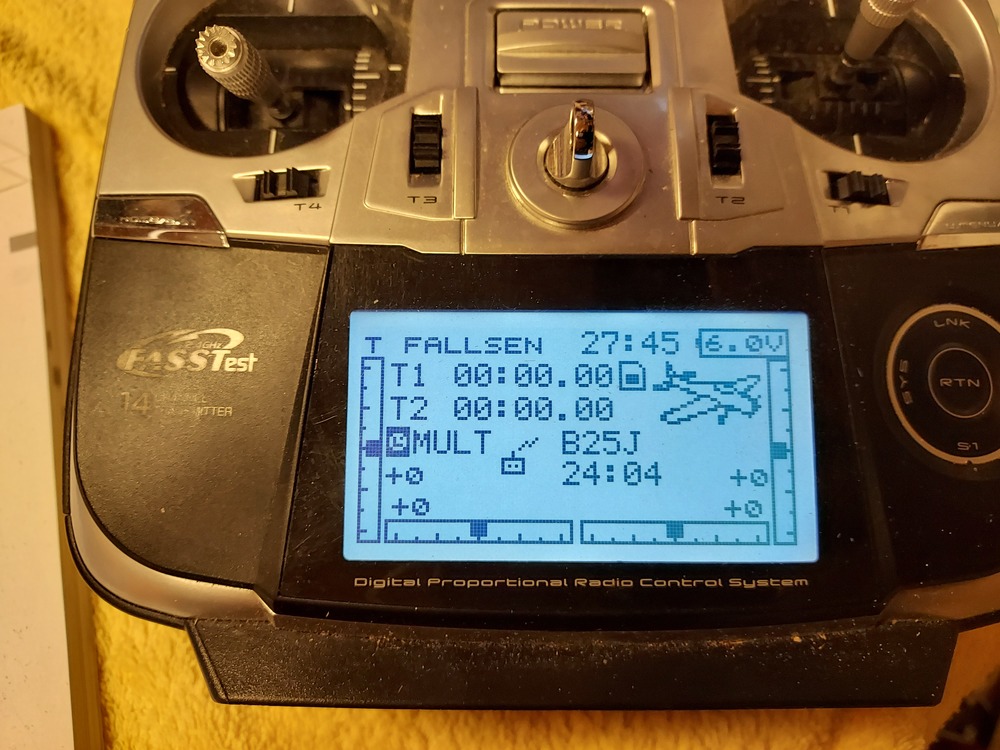 POWER
T4
T3
T2
T1
LNK
SYS
RTN
S1
FASSTest
14
T FALLSEN 27:45 6.0V
T1 00:00.00
T2 00:00.00
MULT B25J
24:04
+0 +0
+0 +0
Digital Proportional Radio Control System